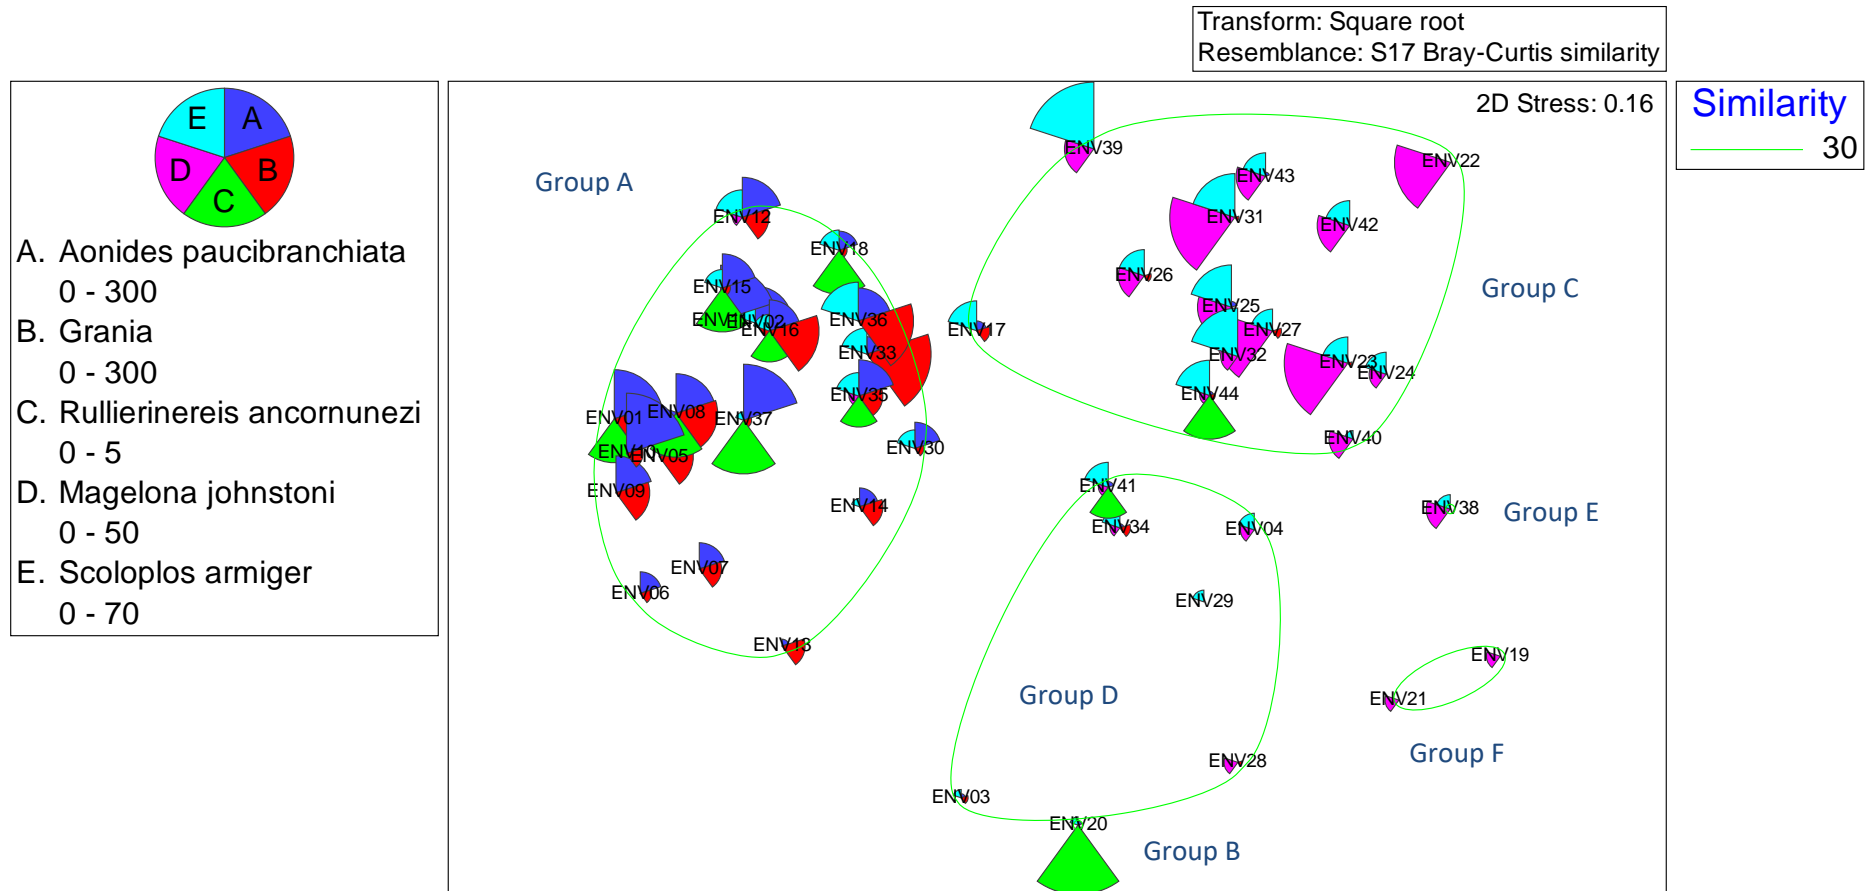 Transform: Square root
Resemblance: S17 Bray-Curtis similarity
E A
D B
C
A. Aonides paucibranchiata
0 - 300
B. Grania
0 - 300
C. Rullierinereis ancornunezi
0 - 5
D. Magelona johnstoni
0 - 50
E. Scoloplos armiger
0 - 70
2D Stress: 0.16
Similarity
30
Group A
ENV12
ENV18
ENV15
ENV02
ENV16
ENV36
ENV33
ENV35
ENV01
ENV08
ENV37
ENV10
ENV05
ENV30
ENV09
ENV14
ENV07
ENV06
ENV13
ENV39
ENV43
ENV22
ENV31
ENV42
ENV26
Group C
ENV25
ENV17
ENV27
ENV32
ENV23
ENV24
ENV44
ENV40
ENV41
ENV34
ENV04
ENV38
Group E
ENV29
ENV19
Group D
ENV21
Group F
ENV28
ENV03
ENV20
Group B